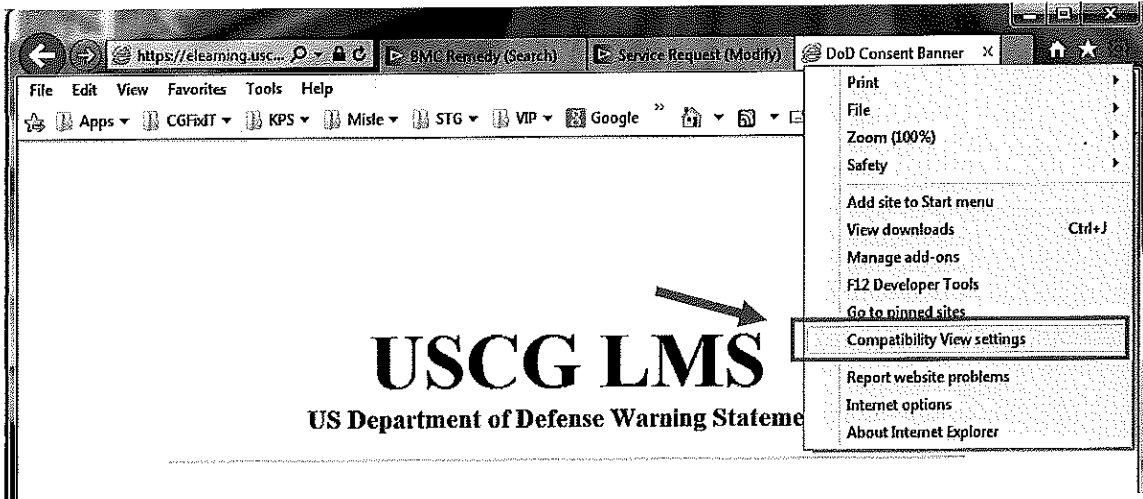 https://elearning.usc... BMC Remedy (Search) Service Request (Modify) DoD Consent Banner
File Edit View Favorites Tools Help
Apps CGFixIT KPS Misle STG VIP Google »
Print
File
Zoom (100%)
Safety
Add site to Start menu
View downloads Ctrl+J
Manage add-ons
F12 Developer Tools
Go to pinned sites
Compatibility View settings
Report website problems
Internet options
About Internet Explorer
USCG LMS
US Department of Defense Warning Stateme